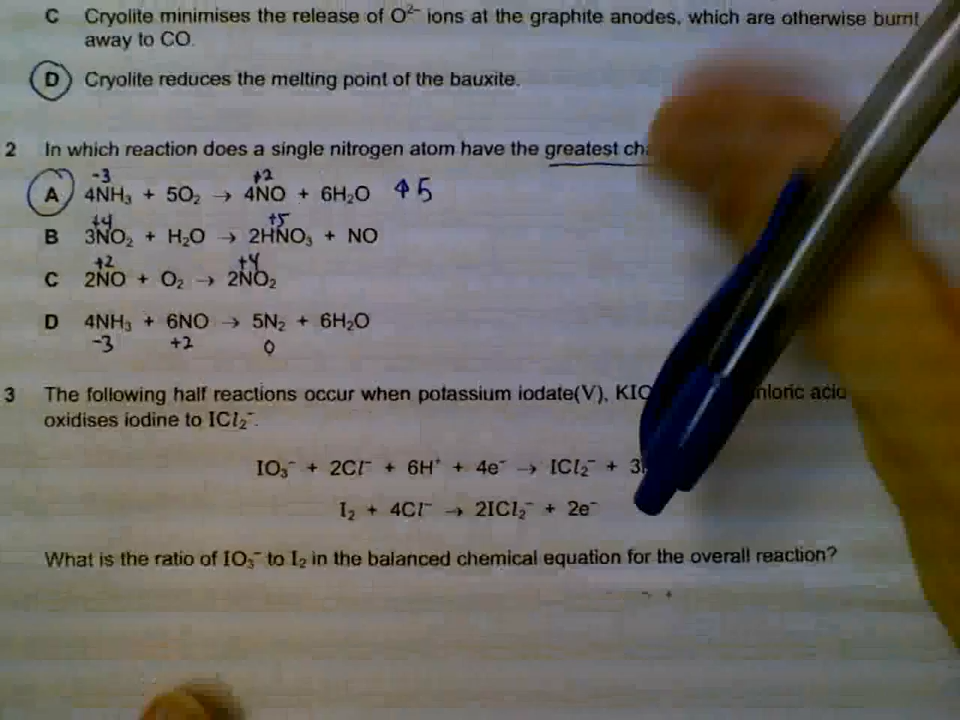 C Cryolite minimises the release of O²⁻ ions at the graphite anodes, which are otherwise burnt
away to CO.
D Cryolite reduces the melting point of the bauxite.
2 In which reaction does a single nitrogen atom have the greatest
-3 +2
A 4NH₃ + 5O₂ → 4NO + 6H₂O ↑5
+4 +5
B 3NO₂ + H₂O → 2HNO₃ + NO
+2 +4
C 2NO + O₂ → 2NO₂
D 4NH₃ + 6NO → 5N₂ + 6H₂O
-3 +2 0
3 The following half reactions occur when potassium iodate(V), acid
oxidises iodine to ICl₂⁻.
IO₃⁻ + 2Cl⁻ + 6H⁺ + 4e⁻ → ICl₂⁻ +
I₂ + 4Cl⁻ → 2ICl₂⁻ + 2e⁻
What is the ratio of IO₃⁻ to I₂ in the balanced chemical equation for the overall reaction?